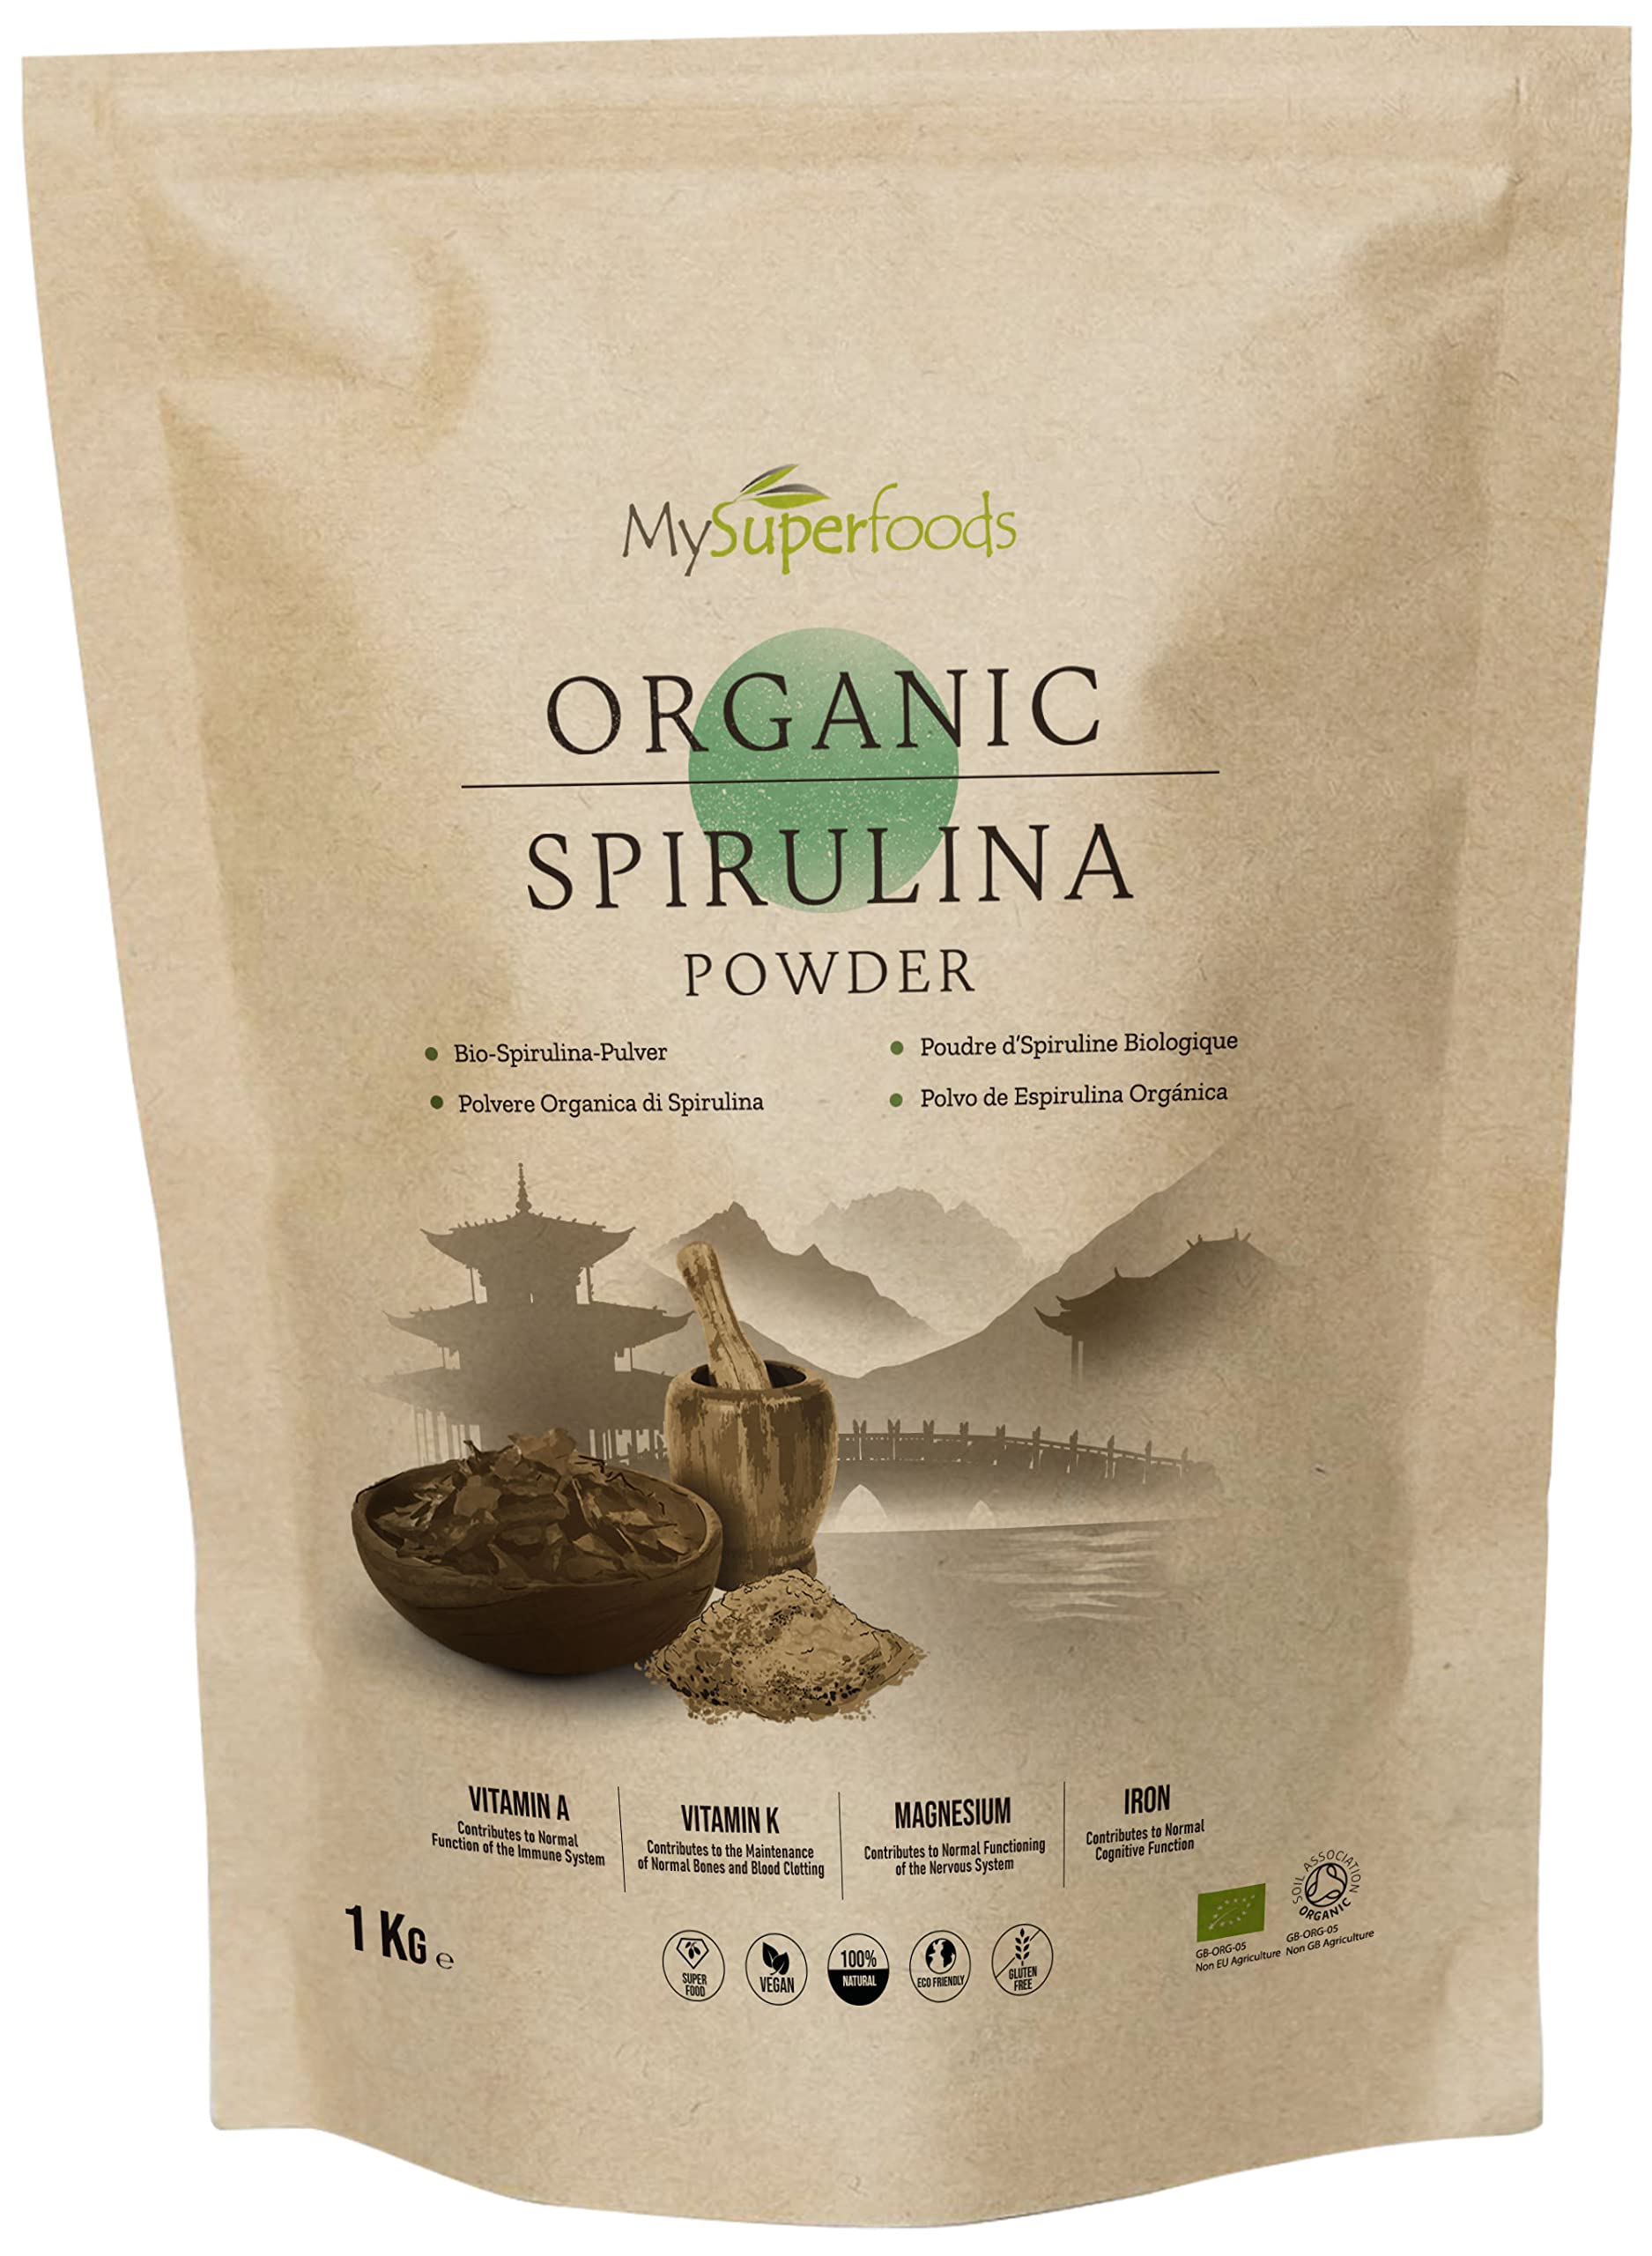 MySuperfoods
ORGANIC
SPIRULINA
POWDER
Bio-Spirulina-Pulver
Poudre d'Spiruline Biologique
Polvere Organica di Spirulina
Polvo de Espirulina Orgánica
VITAMIN A
Contributes to Normal
Function of the Immune System
VITAMIN K
Contributes to the Maintenance
of Normal Bones and Blood Clotting
MAGNESIUM
Contributes to Normal Functioning
of the Nervous System
IRON
Contributes to Normal
Cognitive Function
1 KG e
SUPER
FOOD
VEGAN
100%
NATURAL
ECO FRIENDLY
GLUTEN
FREE
GB-ORG-05
Non EU Agriculture
SOIL ASSOCIATION
ORGANIC
GB-ORG-05
Non GB Agriculture